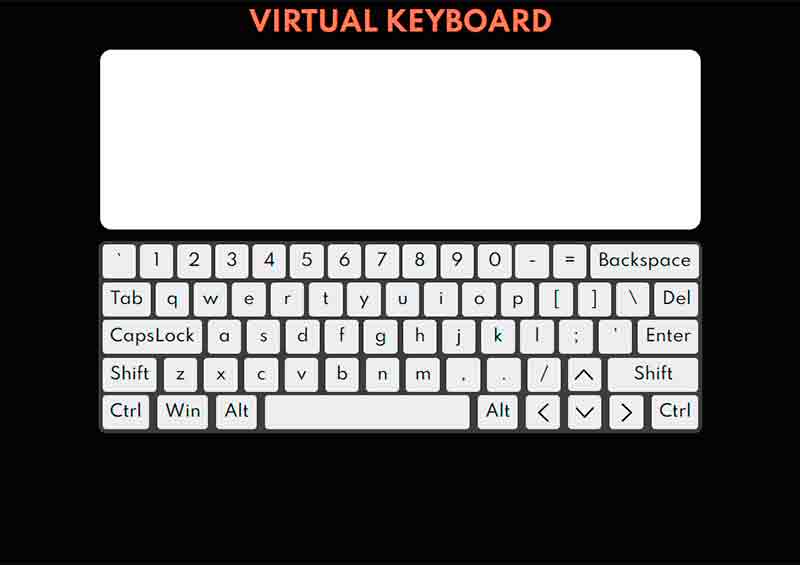 VIRTUAL KEYBOARD
` 1 2 3 4 5 6 7 8 9 0 - = Backspace
Tab q w e r t y u i o p [ ] \ Del
CapsLock a s d f g h j k l ; ' Enter
Shift z x c v b n m , . / Shift
Ctrl Win Alt Alt Ctrl